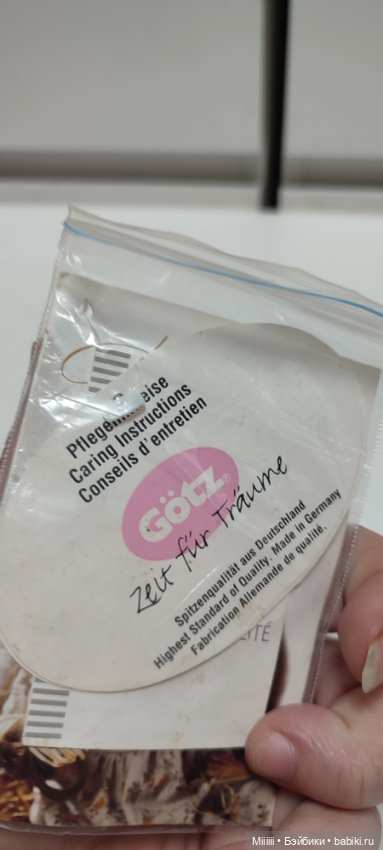 Caring Instructions
Conseils d'entretien
Götz®
Zeit für Träume
Spitzenqualität aus Deutschland
Highest Standard of Quality. Made in Germany
Fabrication Allemande de qualité.
Miiiiii • Бэйбики • babiki.ru